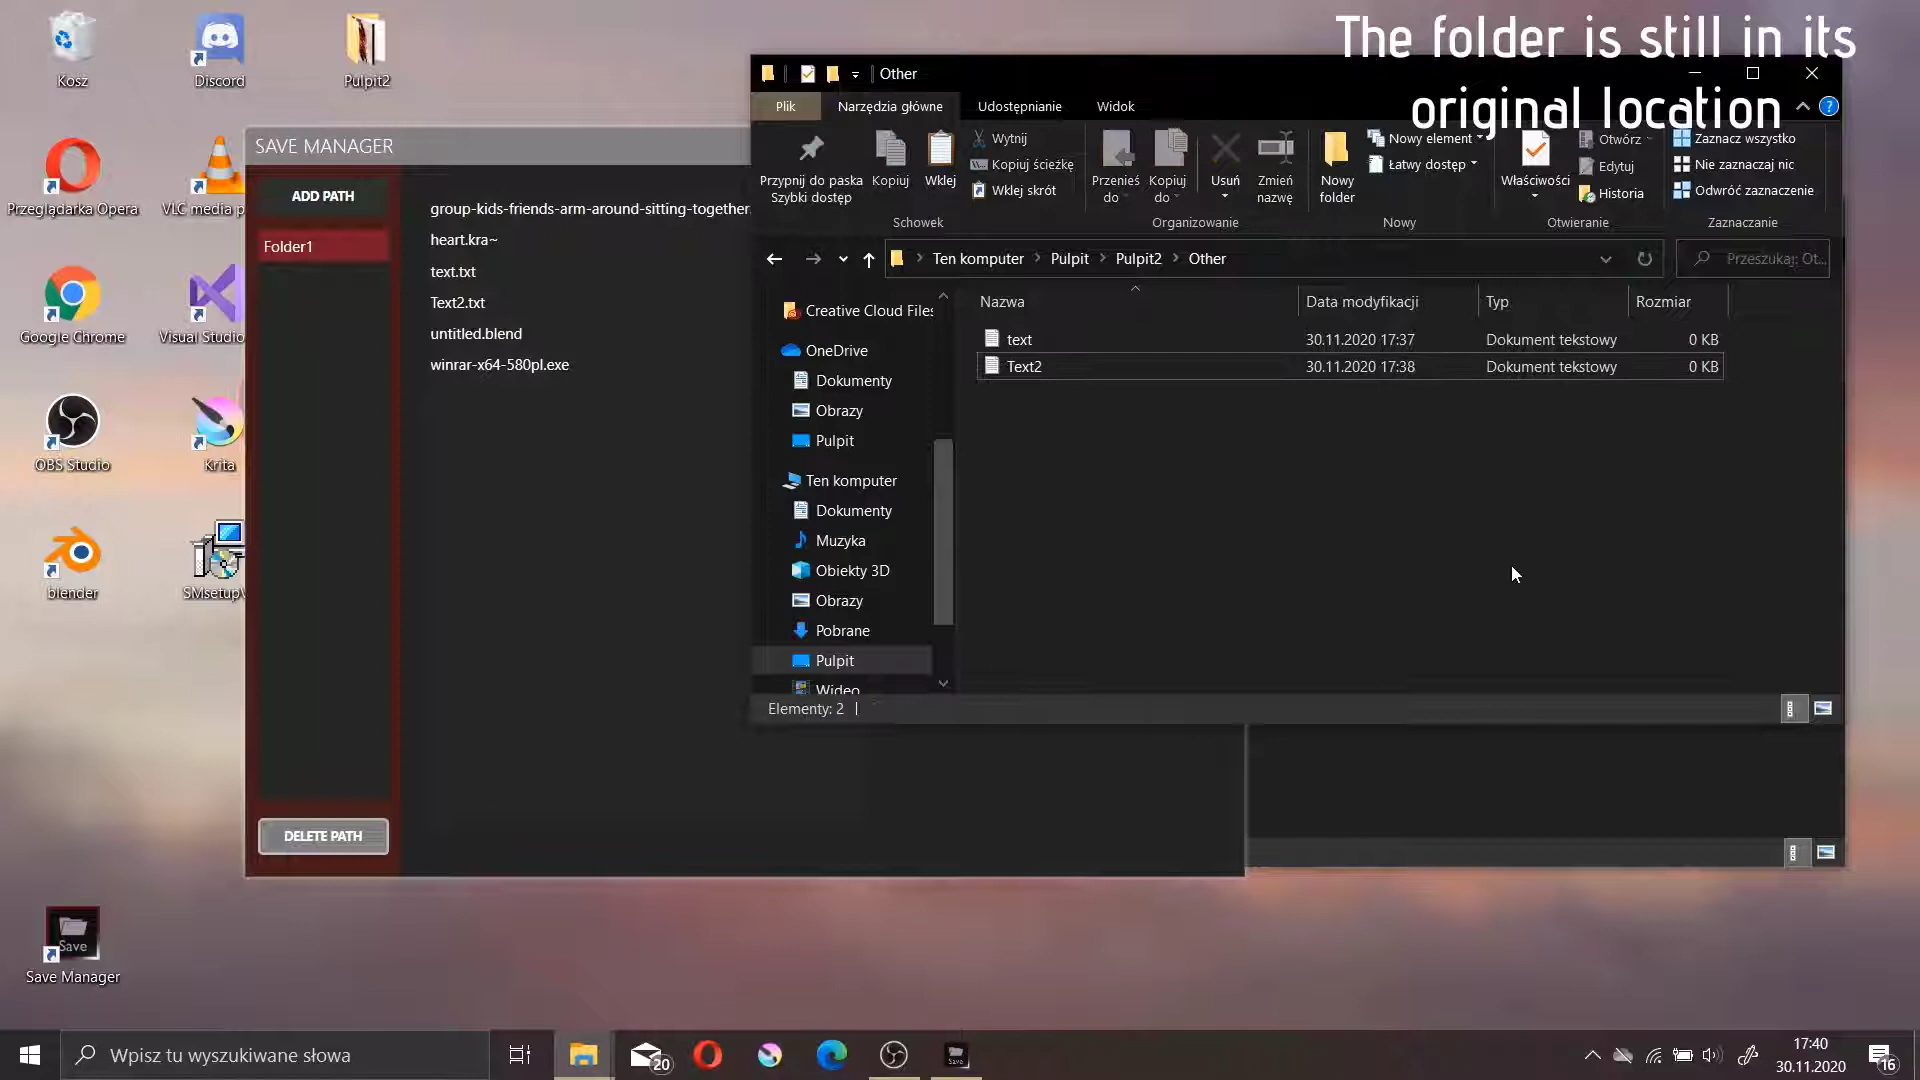 The folder is still in its
original location
Kosz
Discord
Pulpit2
Przeglądarka Opera
VLC media p
Google Chrome
Visual Studio
OBS Studio
Krita
blender
SMsetup
Save
Save Manager
SAVE MANAGER
ADD PATH
Folder1
DELETE PATH
group-kids-friends-arm-around-sitting-together
heart.kra~
text.txt
Text2.txt
untitled.blend
winrar-x64-580pl.exe
Other
Plik
Narzędzia główne
Udostępnianie
Widok
?
Przypnij do paska
Szybki dostęp
Kopiuj
Wklej
Wytnij
Kopiuj ścieżkę
Wklej skrót
Schowek
Przenieś
do
Kopiuj
do
Usuń
Zmień
nazwę
Organizowanie
Nowy
folder
Nowy element
Łatwy dostęp
Nowy
Właściwości
Otwórz
Edytuj
Historia
Otwieranie
Zaznacz wszystko
Nie zaznaczaj nic
Odwróć zaznaczenie
Zaznaczanie
Ten komputer
Pulpit
Pulpit2
Other
Przeszukaj: Ot...
Creative Cloud Files
OneDrive
Dokumenty
Obrazy
Pulpit
Ten komputer
Dokumenty
Muzyka
Obiekty 3D
Obrazy
Pobrane
Pulpit
Wideo
Nazwa
Data modyfikacji
Typ
Rozmiar
text
30.11.2020 17:37
Dokument tekstowy
0 KB
Text2
30.11.2020 17:38
Dokument tekstowy
0 KB
Elementy: 2
Wpisz tu wyszukiwane słowa
20
Save
17:40
30.11.2020
16